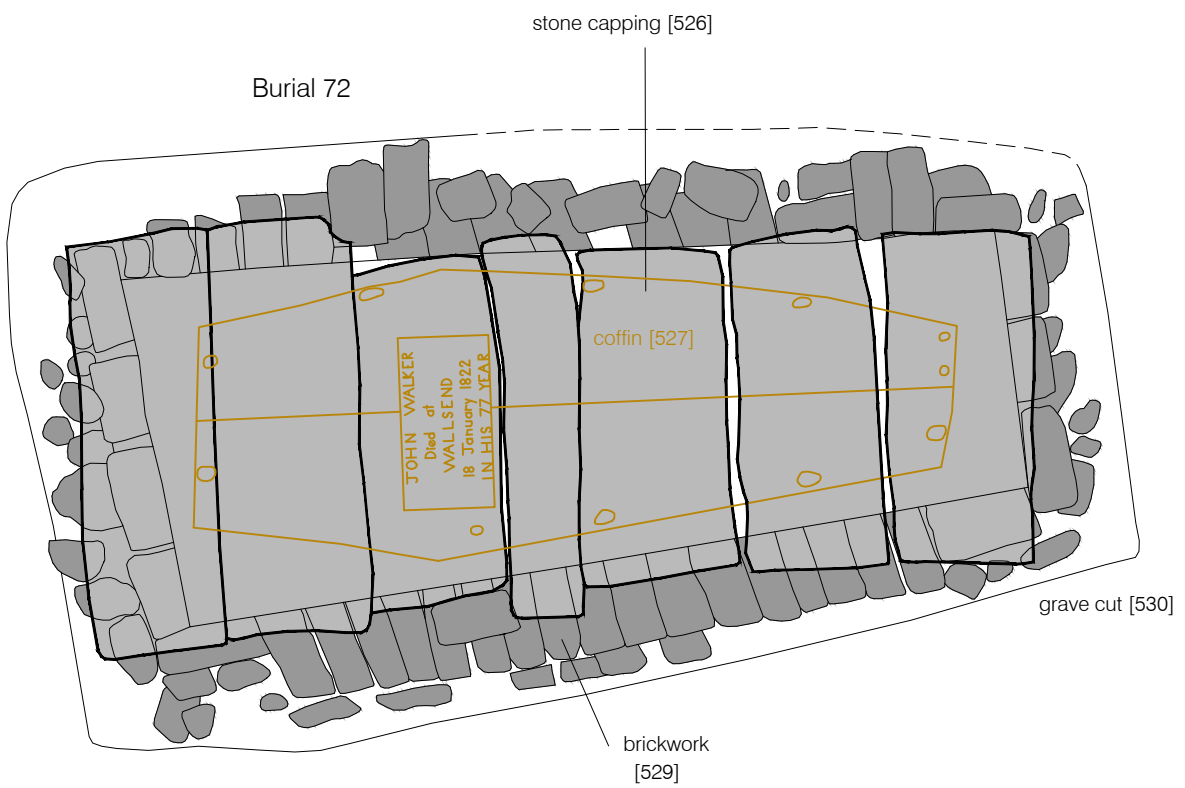 stone capping [526]
Burial 72
coffin [527]
JOHN WALKER
Died at
WALLSEND
18 January 1822
IN HIS 77 YEAR
grave cut [530]
brickwork
[529]